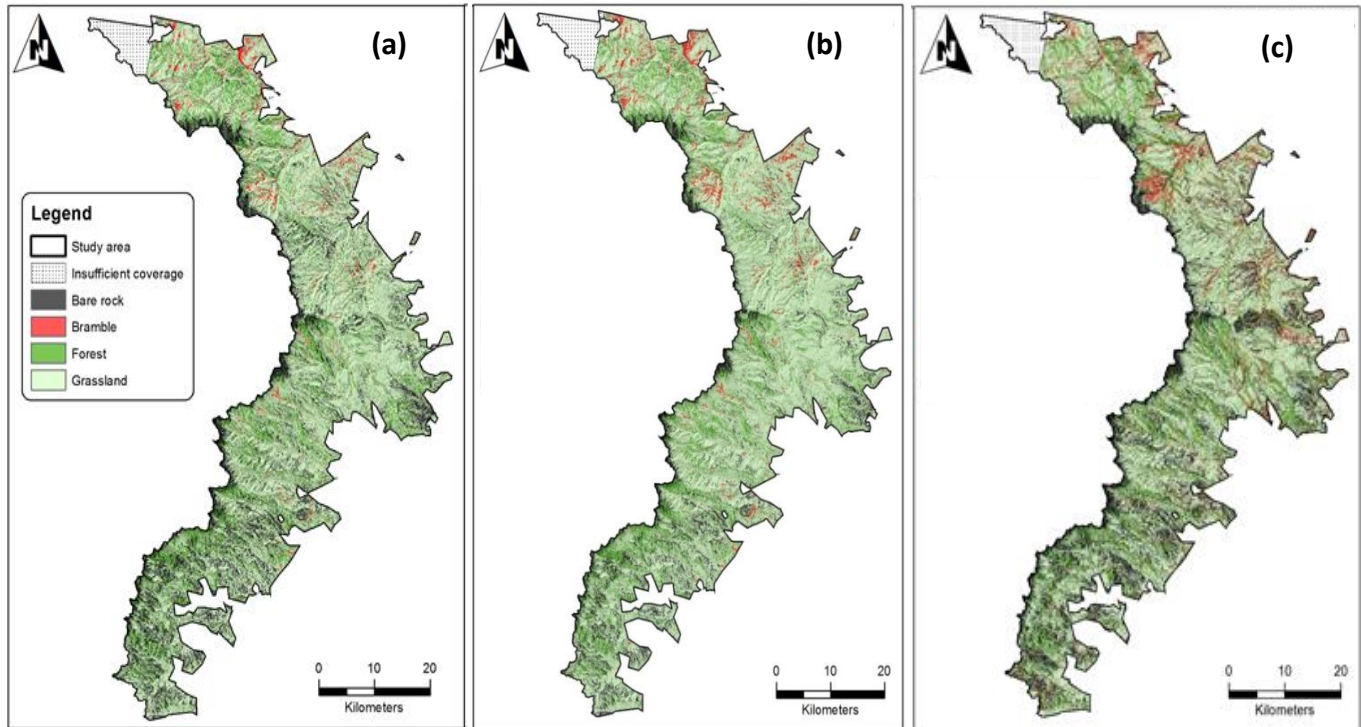 N
(a)
Legend
Study area
Insufficient coverage
Bare rock
Bramble
Forest
Grassland
0 10 20
Kilometers
N
(b)
0 10 20
Kilometers
N
(c)
0 10 20
Kilometers